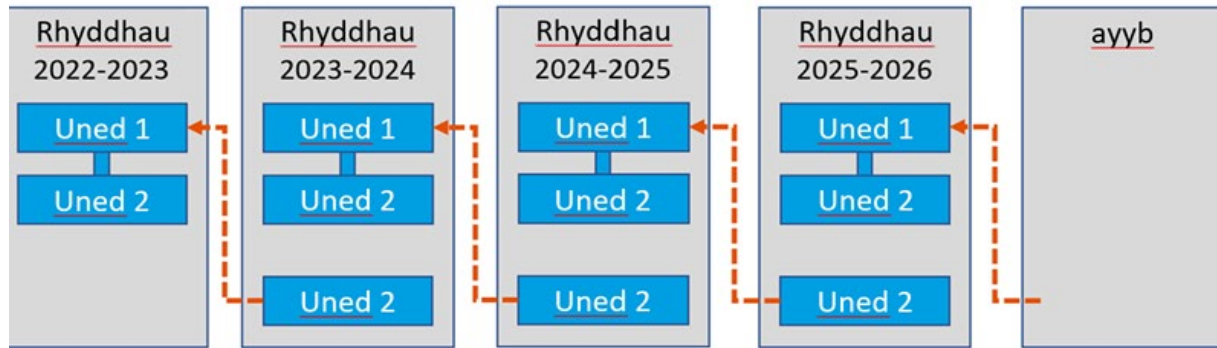 Rhyddhau
2022-2023
Uned 1
Uned 2
Rhyddhau
2023-2024
Uned 1
Uned 2
Uned 2
Rhyddhau
2024-2025
Uned 1
Uned 2
Uned 2
Rhyddhau
2025-2026
Uned 1
Uned 2
Uned 2
ayyb